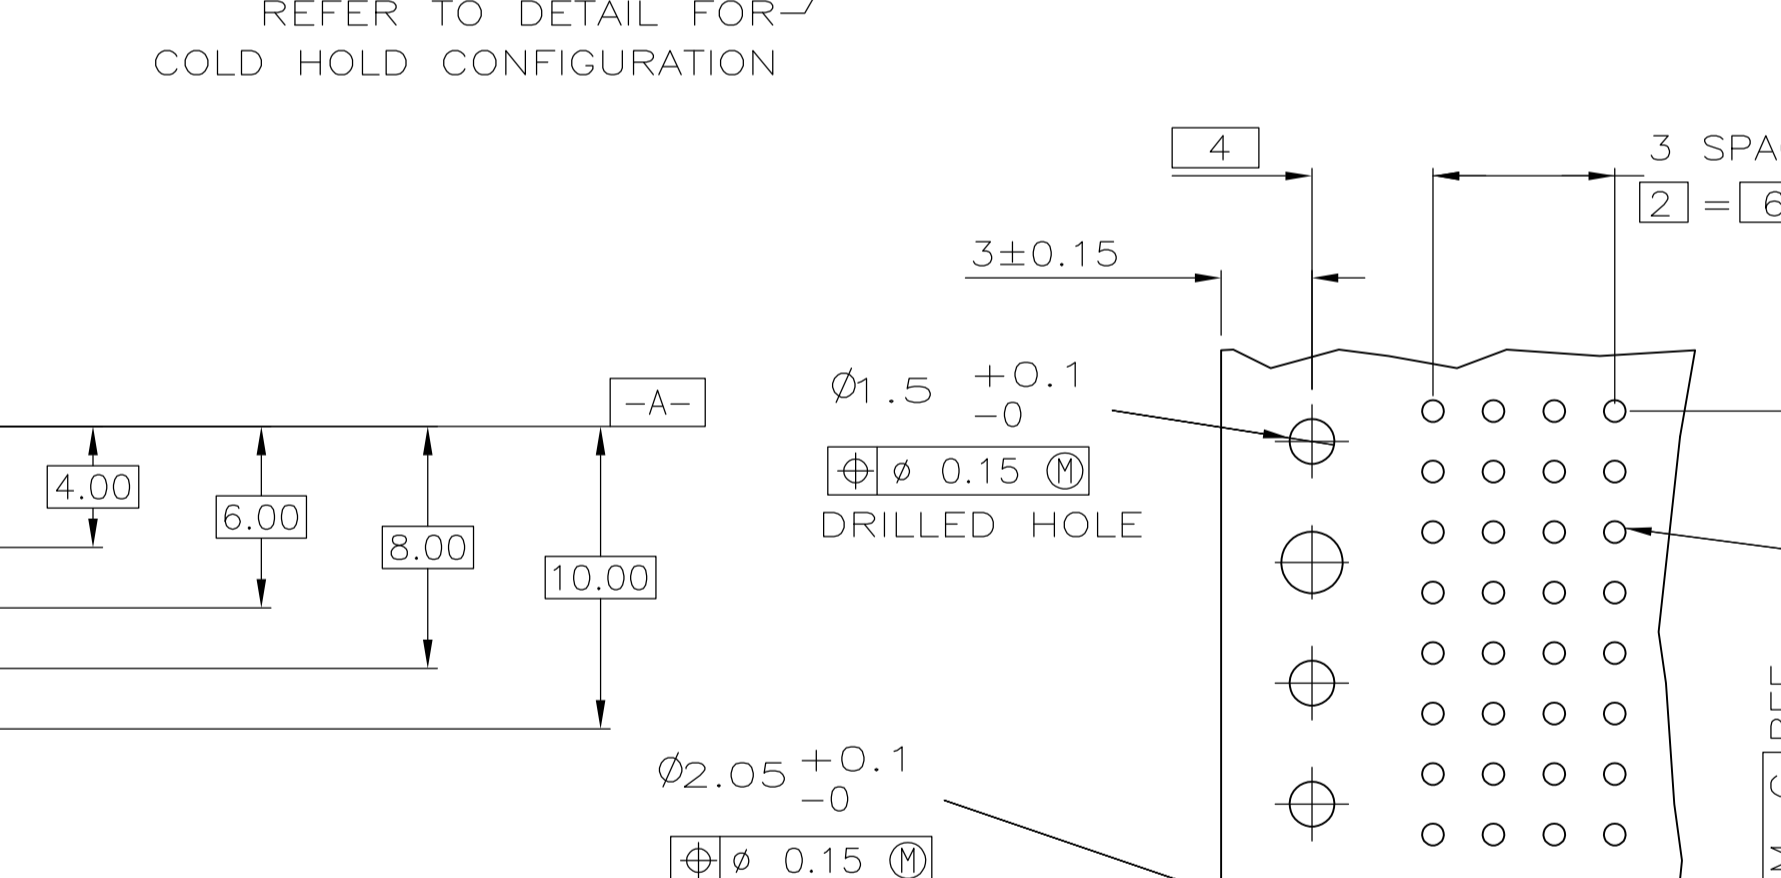 REFER TO DETAIL FOR
COLD HOLD CONFIGURATION
4
3 SPA
2 = 6
3±0.15
-A-
Ø1.5 +0.1
-0
⌖ ø 0.15 Ⓜ
DRILLED HOLE
4.00
6.00
8.00
10.00
Ø2.05 +0.1
-0
⌖ ø 0.15 Ⓜ
REF
M C